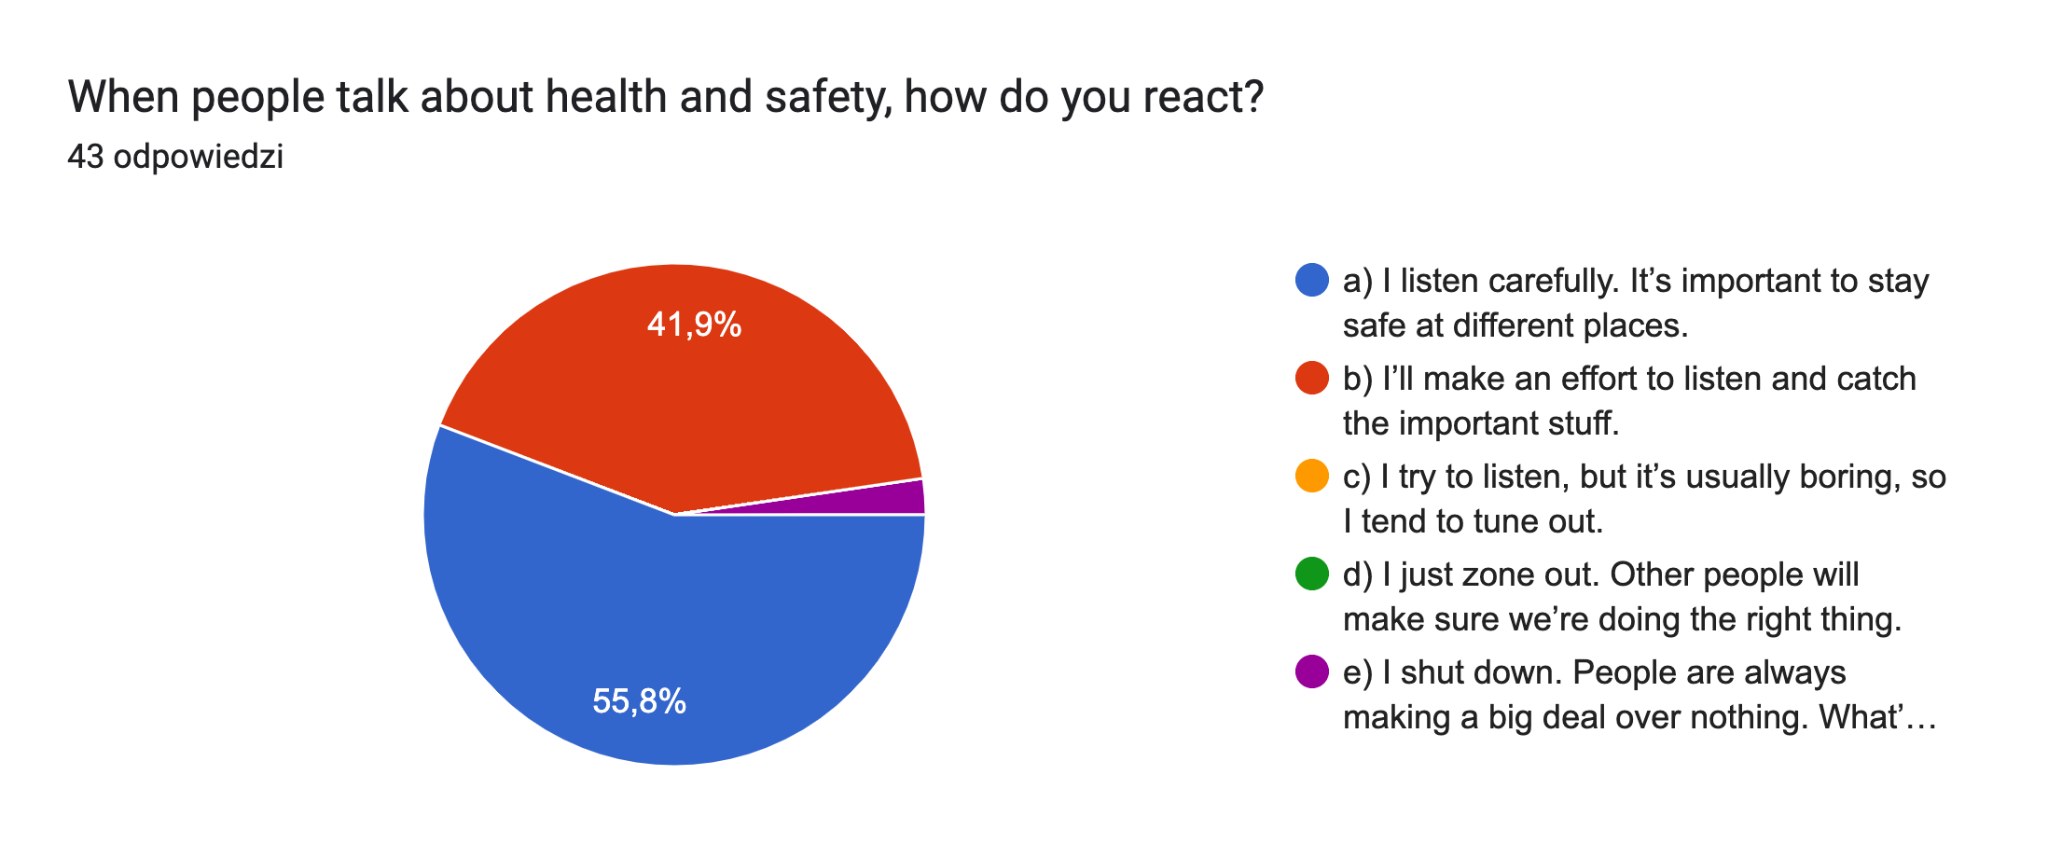 When people talk about health and safety, how do you react?
43 odpowiedzi
41,9%
55,8%
a) I listen carefully. It’s important to stay
safe at different places.
b) I’ll make an effort to listen and catch
the important stuff.
c) I try to listen, but it’s usually boring, so
I tend to tune out.
d) I just zone out. Other people will
make sure we’re doing the right thing.
e) I shut down. People are always
making a big deal over nothing. What’…